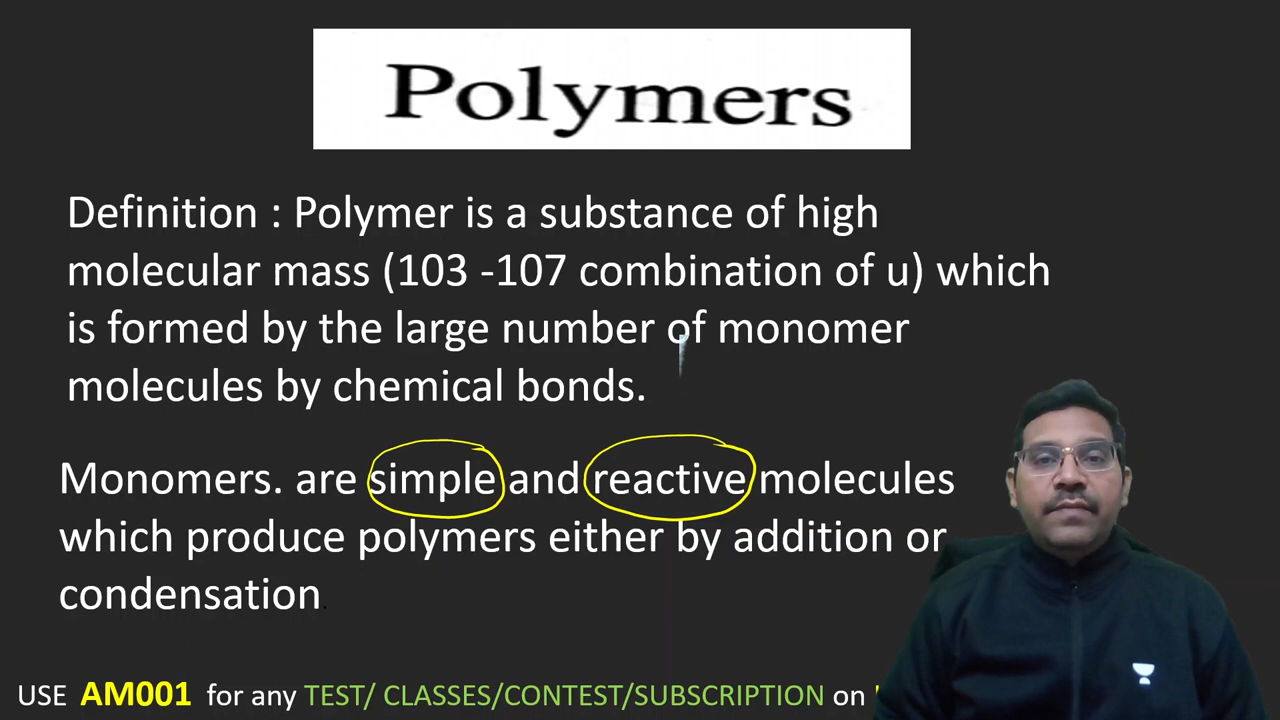 Polymers
Definition : Polymer is a substance of high
molecular mass (103 -107 combination of u) which
is formed by the large number of monomer
molecules by chemical bonds.
Monomers. are simple and reactive molecules
which produce polymers either by addition or
condensation.
USE AM001 for any TEST/ CLASSES/CONTEST/SUBSCRIPTION on